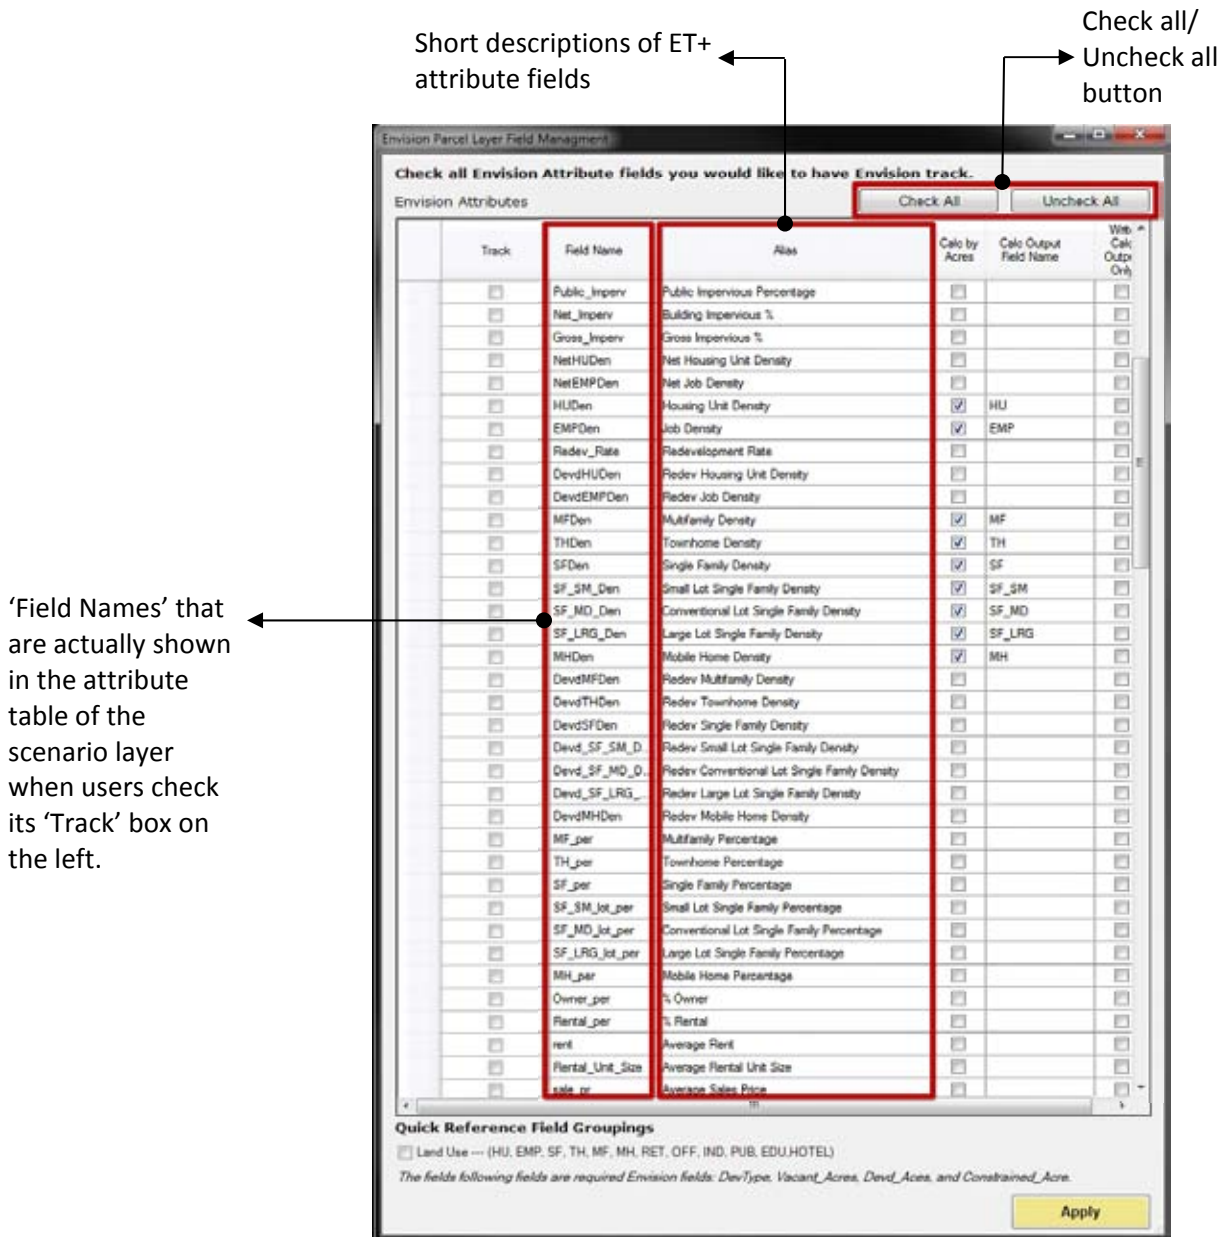 Short descriptions of ET+
attribute fields
Check all/
Uncheck all
button
Envision Parcel Layer Field Managment
Check all Envision Attribute fields you would like to have Envision track.
Envision Attributes
Check All
Uncheck All
Track Field Name Alias Calc by Acres Calc Output Field Name Calc Only
Public_Imperv Public Impervious Percentage
Net_Imperv Building Impervious %
Gross_Imperv Gross Impervious %
NetHUDen Net Housing Unit Density
NetEMPDen Net Job Density
HUDen Housing Unit Density HU
EMPDen Job Density EMP
Redev_Rate Redevelopment Rate
DevdHUDen Redev Housing Unit Density
DevdEMPDen Redev Job Density
MFDen Multifamily Density MF
THDen Townhome Density TH
SFDen Single Family Density SF
SF_SM_Den Small Lot Single Family Density SF_SM
SF_MD_Den Conventional Lot Single Family Density SF_MD
SF_LRG_Den Large Lot Single Family Density SF_LRG
MHDen Mobile Home Density MH
DevdMFDen Redev Multifamily Density
DevdTHDen Redev Townhome Density
DevdSFDen Redev Single Family Density
Devd_SF_SM_D... Redev Small Lot Single Family Density
Devd_SF_MD_D... Redev Conventional Lot Single Family Density
Devd_SF_LRG_... Redev Large Lot Single Family Density
DevdMHDen Redev Mobile Home Density
MF_per Multifamily Percentage
TH_per Townhome Percentage
SF_per Single Family Percentage
SF_SM_lot_per Small Lot Single Family Percentage
SF_MD_lot_per Conventional Lot Single Family Percentage
SF_LRG_lot_per Large Lot Single Family Percentage
MH_per Mobile Home Percentage
Owner_per % Owner
Rental_per % Rental
rent Average Rent
Rental_Unit_Size Average Rental Unit Size
sale_pr Average Sales Price
‘Field Names’ that
are actually shown
in the attribute
table of the
scenario layer
when users check
its ‘Track’ box on
the left.
Quick Reference Field Groupings
Land Use --- (HU, EMP, SF, TH, MF, MH, RET, OFF, IND, PUB, EDU,HOTEL)
The fields following fields are required Envision fields: DevType, Vacant_Acres, Devd_Aces, and Constrained_Acre.
Apply